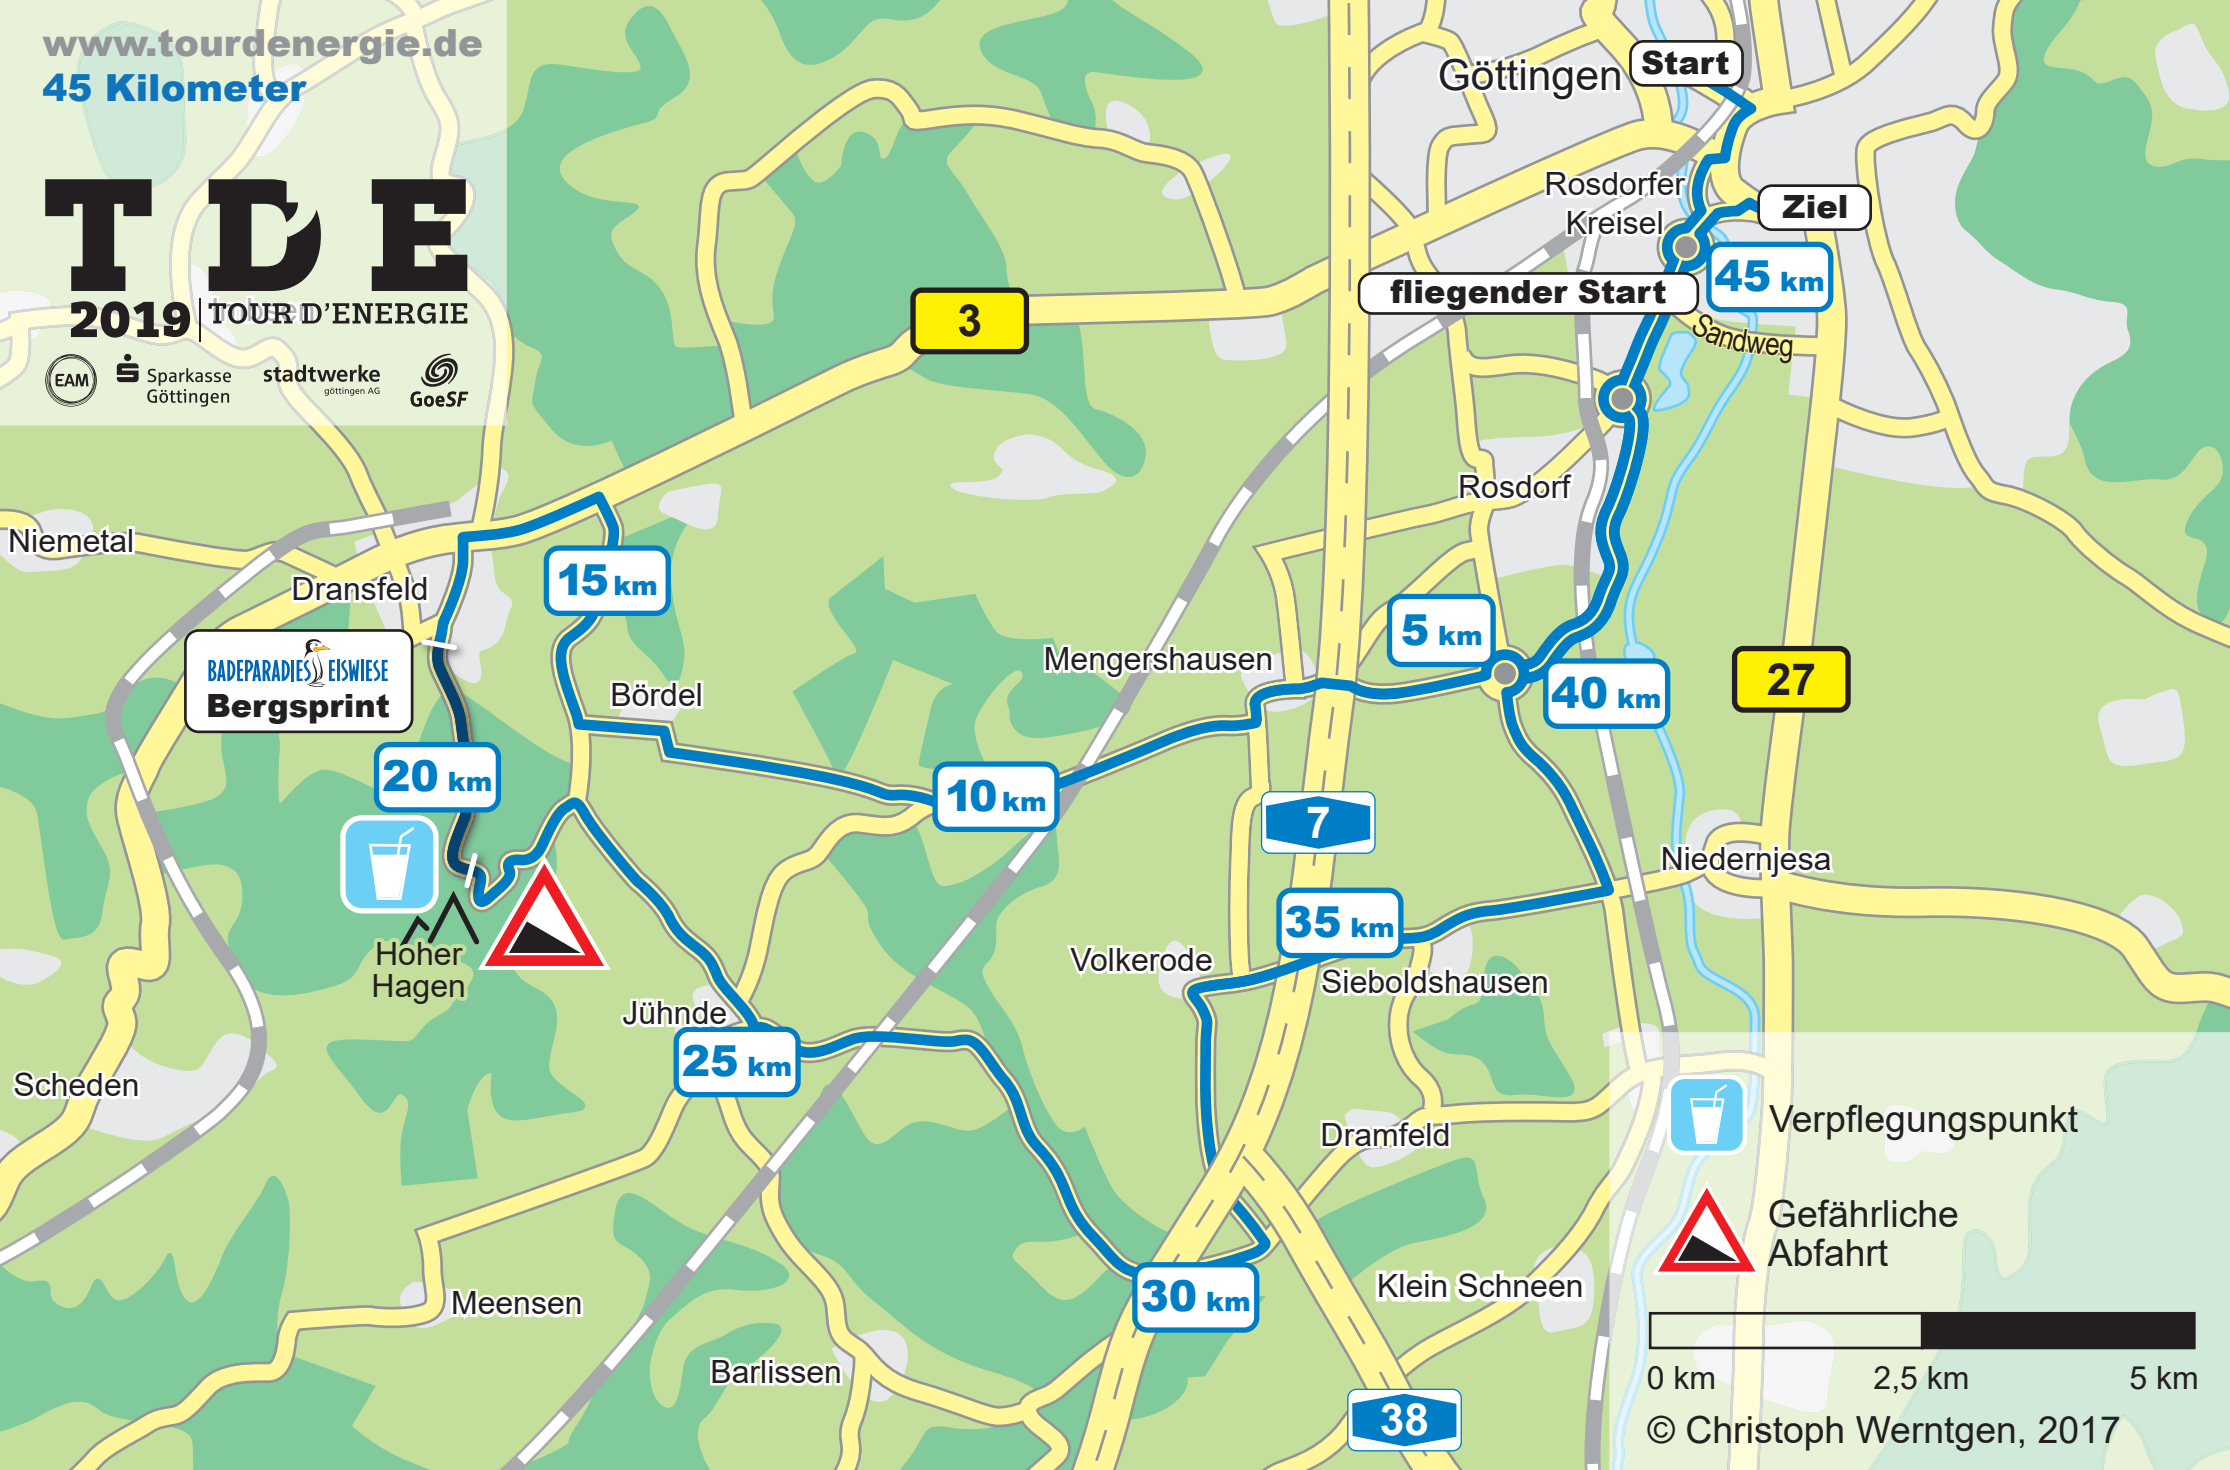 www.tourdenergie.de
45 Kilometer
TDE
2019 TOUR D'ENERGIE
EAM
Sparkasse
Göttingen
stadtwerke
göttingen AG
GoeSF
Göttingen
Start
Rosdorfer
Kreisel
Ziel
45 km
fliegender Start
Sandweg
3
Rosdorf
Niemetal
Dransfeld
15 km
5 km
Mengershausen
40 km
27
BADEPARADIES EISWIESE
Bergsprint
Bördel
20 km
10 km
7
Niedernjesa
35 km
Hoher
Hagen
Volkerode
Sieboldshausen
Jühnde
25 km
Scheden
Dramfeld
Verpflegungspunkt
Gefährliche
Abfahrt
Meensen
30 km
Klein Schneen
Barlissen
38
0 km 2,5 km 5 km
© Christoph Werntgen, 2017